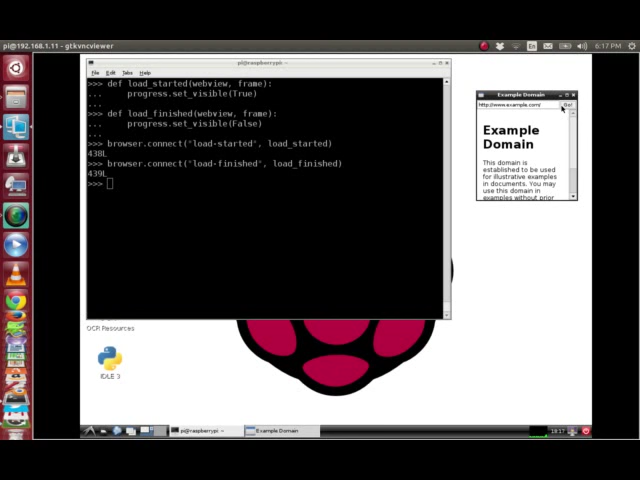 pi@192.168.1.11 - gtkvncviewer
En
6:17 PM
pi@raspberrypi: ~
File Edit Tabs Help
>>> def load_started(webview, frame):
...     progress.set_visible(True)
...
>>> def load_finished(webview, frame):
...     progress.set_visible(False)
...
>>> browser.connect("load-started", load_started)
438L
>>> browser.connect("load-finished", load_finished)
439L
>>>
Example Domain
http://www.example.com/
Go!
Example
Domain
This domain is
established to be used
for illustrative examples
in documents. You may
use this domain in
examples without prior
OCR Resources
IDLE 3
pi@raspberrypi: ~
Example Domain
18:17